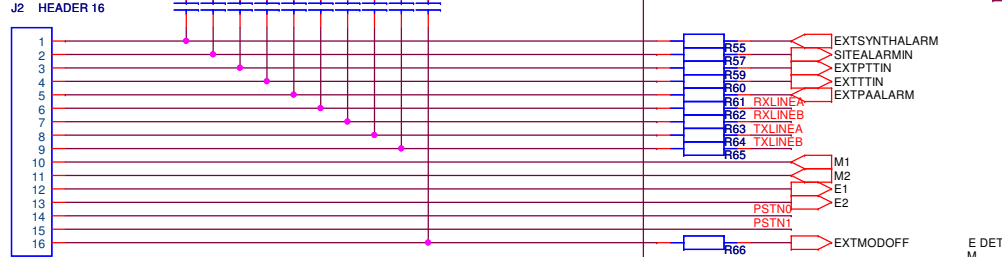 J2 HEADER 16
1 EXTSYNTHALARM
R55
2 SITEALARMIN
R57
3 EXTPTTIN
R59
4 EXTTTIN
R60
5 EXTPAALARM
R61 RXLINEA
6
R62 RXLINEB
7
R63 TXLINEA
8
R64 TXLINEB
9
R65
10 M1
11 M2
12 E1
13 E2
PSTN0
14
PSTN1
15
16 EXTMODOFF E DET
R66 M